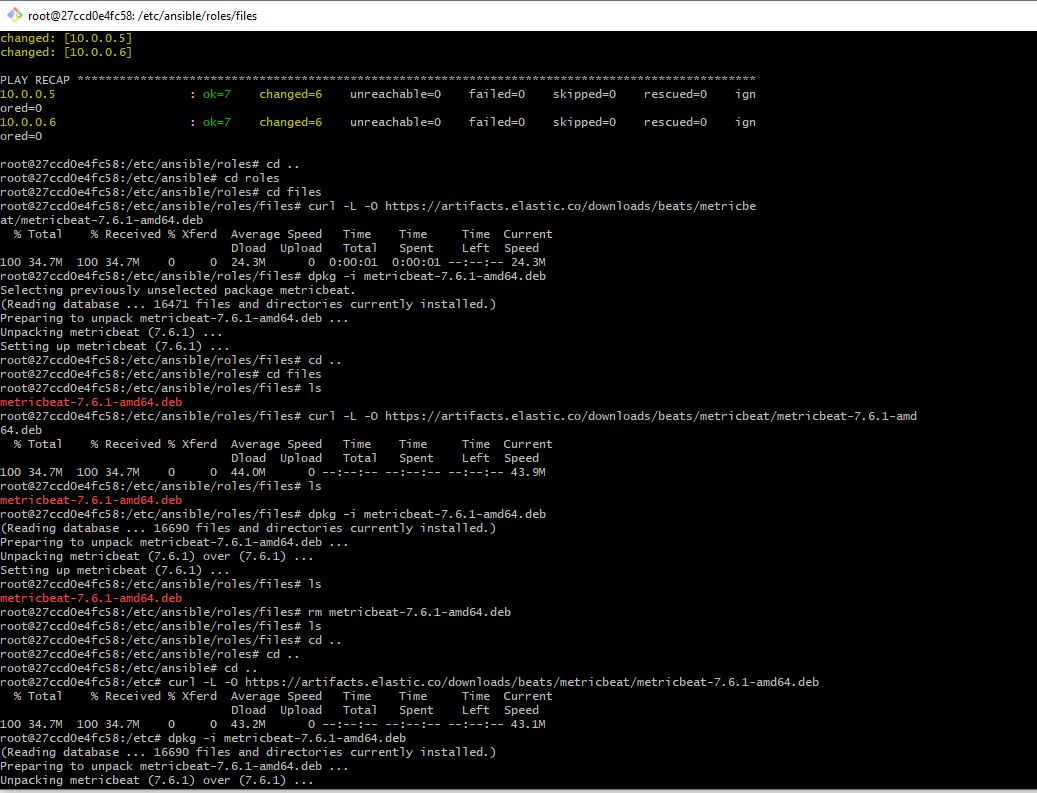 root@27ccd0e4fc58: /etc/ansible/roles/files
changed: [10.0.0.5]
changed: [10.0.0.6]
PLAY RECAP *************************************************************************************************
10.0.0.5                   : ok=7    changed=6    unreachable=0    failed=0    skipped=0    rescued=0    ign
ored=0
10.0.0.6                   : ok=7    changed=6    unreachable=0    failed=0    skipped=0    rescued=0    ign
ored=0
root@27ccd0e4fc58:/etc/ansible/roles# cd ..
root@27ccd0e4fc58:/etc/ansible# cd roles
root@27ccd0e4fc58:/etc/ansible/roles# cd files
root@27ccd0e4fc58:/etc/ansible/roles/files# curl -L -O https://artifacts.elastic.co/downloads/beats/metricbe
at/metricbeat-7.6.1-amd64.deb
  % Total    % Received % Xferd  Average Speed   Time    Time     Time  Current
                                 Dload  Upload   Total   Spent    Left  Speed
100 34.7M  100 34.7M    0     0  24.3M      0  0:00:01  0:00:01 --:--:-- 24.3M
root@27ccd0e4fc58:/etc/ansible/roles/files# dpkg -i metricbeat-7.6.1-amd64.deb
Selecting previously unselected package metricbeat.
(Reading database ... 16471 files and directories currently installed.)
Preparing to unpack metricbeat-7.6.1-amd64.deb ...
Unpacking metricbeat (7.6.1) ...
Setting up metricbeat (7.6.1) ...
root@27ccd0e4fc58:/etc/ansible/roles/files# cd ..
root@27ccd0e4fc58:/etc/ansible/roles# cd files
root@27ccd0e4fc58:/etc/ansible/roles/files# ls
metricbeat-7.6.1-amd64.deb
root@27ccd0e4fc58:/etc/ansible/roles/files# curl -L -O https://artifacts.elastic.co/downloads/beats/metricbeat/metricbeat-7.6.1-amd
64.deb
  % Total    % Received % Xferd  Average Speed   Time    Time     Time  Current
                                 Dload  Upload   Total   Spent    Left  Speed
100 34.7M  100 34.7M    0     0  44.0M      0 --:--:-- --:--:-- --:--:-- 43.9M
root@27ccd0e4fc58:/etc/ansible/roles/files# ls
metricbeat-7.6.1-amd64.deb
root@27ccd0e4fc58:/etc/ansible/roles/files# dpkg -i metricbeat-7.6.1-amd64.deb
(Reading database ... 16690 files and directories currently installed.)
Preparing to unpack metricbeat-7.6.1-amd64.deb ...
Unpacking metricbeat (7.6.1) over (7.6.1) ...
Setting up metricbeat (7.6.1) ...
root@27ccd0e4fc58:/etc/ansible/roles/files# ls
metricbeat-7.6.1-amd64.deb
root@27ccd0e4fc58:/etc/ansible/roles/files# rm metricbeat-7.6.1-amd64.deb
root@27ccd0e4fc58:/etc/ansible/roles/files# ls
root@27ccd0e4fc58:/etc/ansible/roles/files# cd ..
root@27ccd0e4fc58:/etc/ansible/roles# cd ..
root@27ccd0e4fc58:/etc/ansible# cd ..
root@27ccd0e4fc58:/etc# curl -L -O https://artifacts.elastic.co/downloads/beats/metricbeat/metricbeat-7.6.1-amd64.deb
  % Total    % Received % Xferd  Average Speed   Time    Time     Time  Current
                                 Dload  Upload   Total   Spent    Left  Speed
100 34.7M  100 34.7M    0     0  43.2M      0 --:--:-- --:--:-- --:--:-- 43.1M
root@27ccd0e4fc58:/etc# dpkg -i metricbeat-7.6.1-amd64.deb
(Reading database ... 16690 files and directories currently installed.)
Preparing to unpack metricbeat-7.6.1-amd64.deb ...
Unpacking metricbeat (7.6.1) over (7.6.1) ...